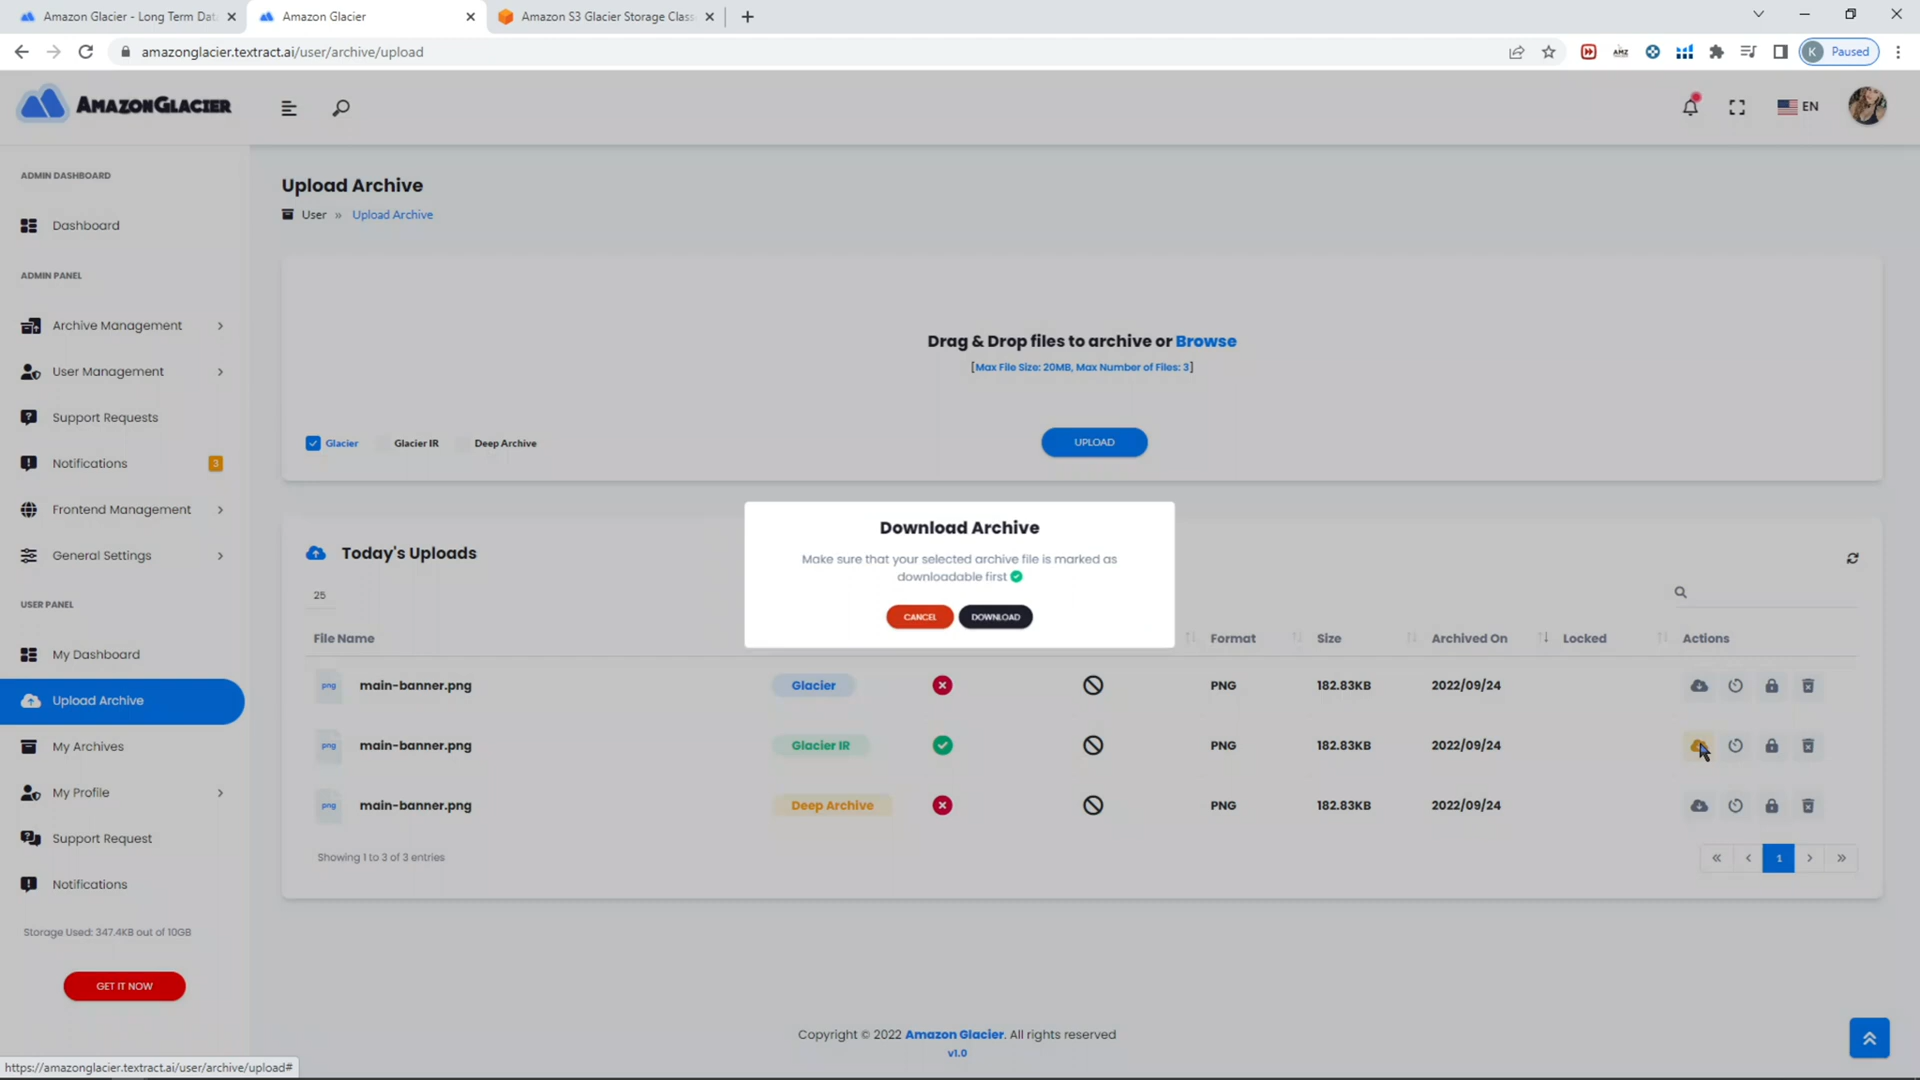 Amazon Glacier - Long Term Dat
Amazon Glacier
Amazon S3 Glacier Storage Class
amazonglacier.textract.ai/user/archive/upload
K Paused
AMAZONGLACIER
EN
ADMIN DASHBOARD
Dashboard
ADMIN PANEL
Archive Management
User Management
Support Requests
Notifications 3
Frontend Management
General Settings
USER PANEL
My Dashboard
Upload Archive
My Archives
My Profile
Support Request
Notifications
Storage Used: 347.4KB out of 10GB
GET IT NOW
Upload Archive
User » Upload Archive
Drag & Drop files to archive or Browse
[Max File Size: 20MB, Max Number of Files: 3]
Glacier Glacier IR Deep Archive
UPLOAD
Today's Uploads
25
Download Archive
Make sure that your selected archive file is marked as
downloadable first
CANCEL DOWNLOAD
File Name Format Size Archived On Locked Actions
png main-banner.png Glacier PNG 182.83KB 2022/09/24
png main-banner.png Glacier IR PNG 182.83KB 2022/09/24
png main-banner.png Deep Archive PNG 182.83KB 2022/09/24
Showing 1 to 3 of 3 entries
« ‹ 1 › »
Copyright © 2022 Amazon Glacier. All rights reserved
v1.0
https://amazonglacier.textract.ai/user/archive/upload#